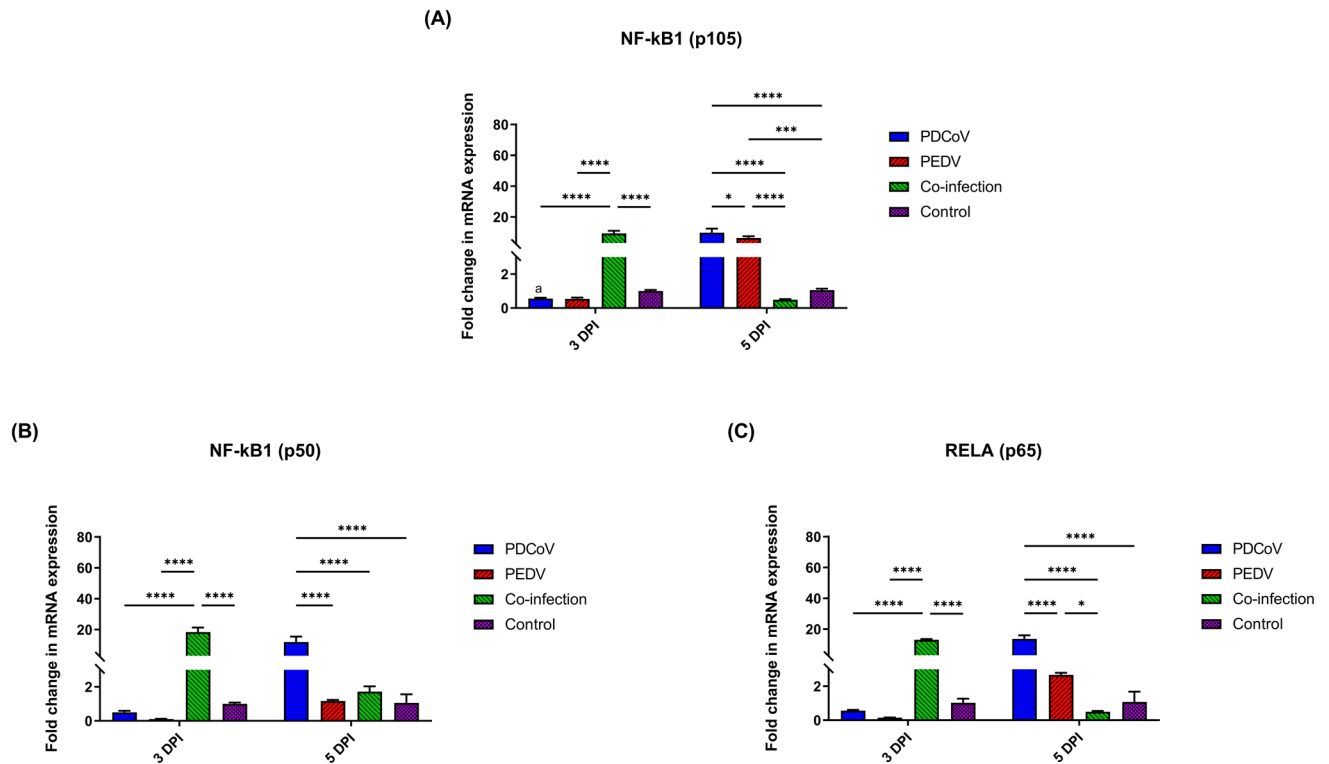 (A)
NF-kB1 (p105)
Fold change in mRNA expression
80
60
40
20
2
0
****
****
****
****
***
****
*
****
a
3 DPI
5 DPI
PDCoV
PEDV
Co-infection
Control
(B)
NF-kB1 (p50)
Fold change in mRNA expression
80
60
40
20
2
0
****
****
****
****
****
****
3 DPI
5 DPI
PDCoV
PEDV
Co-infection
Control
(C)
RELA (p65)
Fold change in mRNA expression
80
60
40
20
2
0
****
****
****
****
****
****
*
3 DPI
5 DPI
PDCoV
PEDV
Co-infection
Control